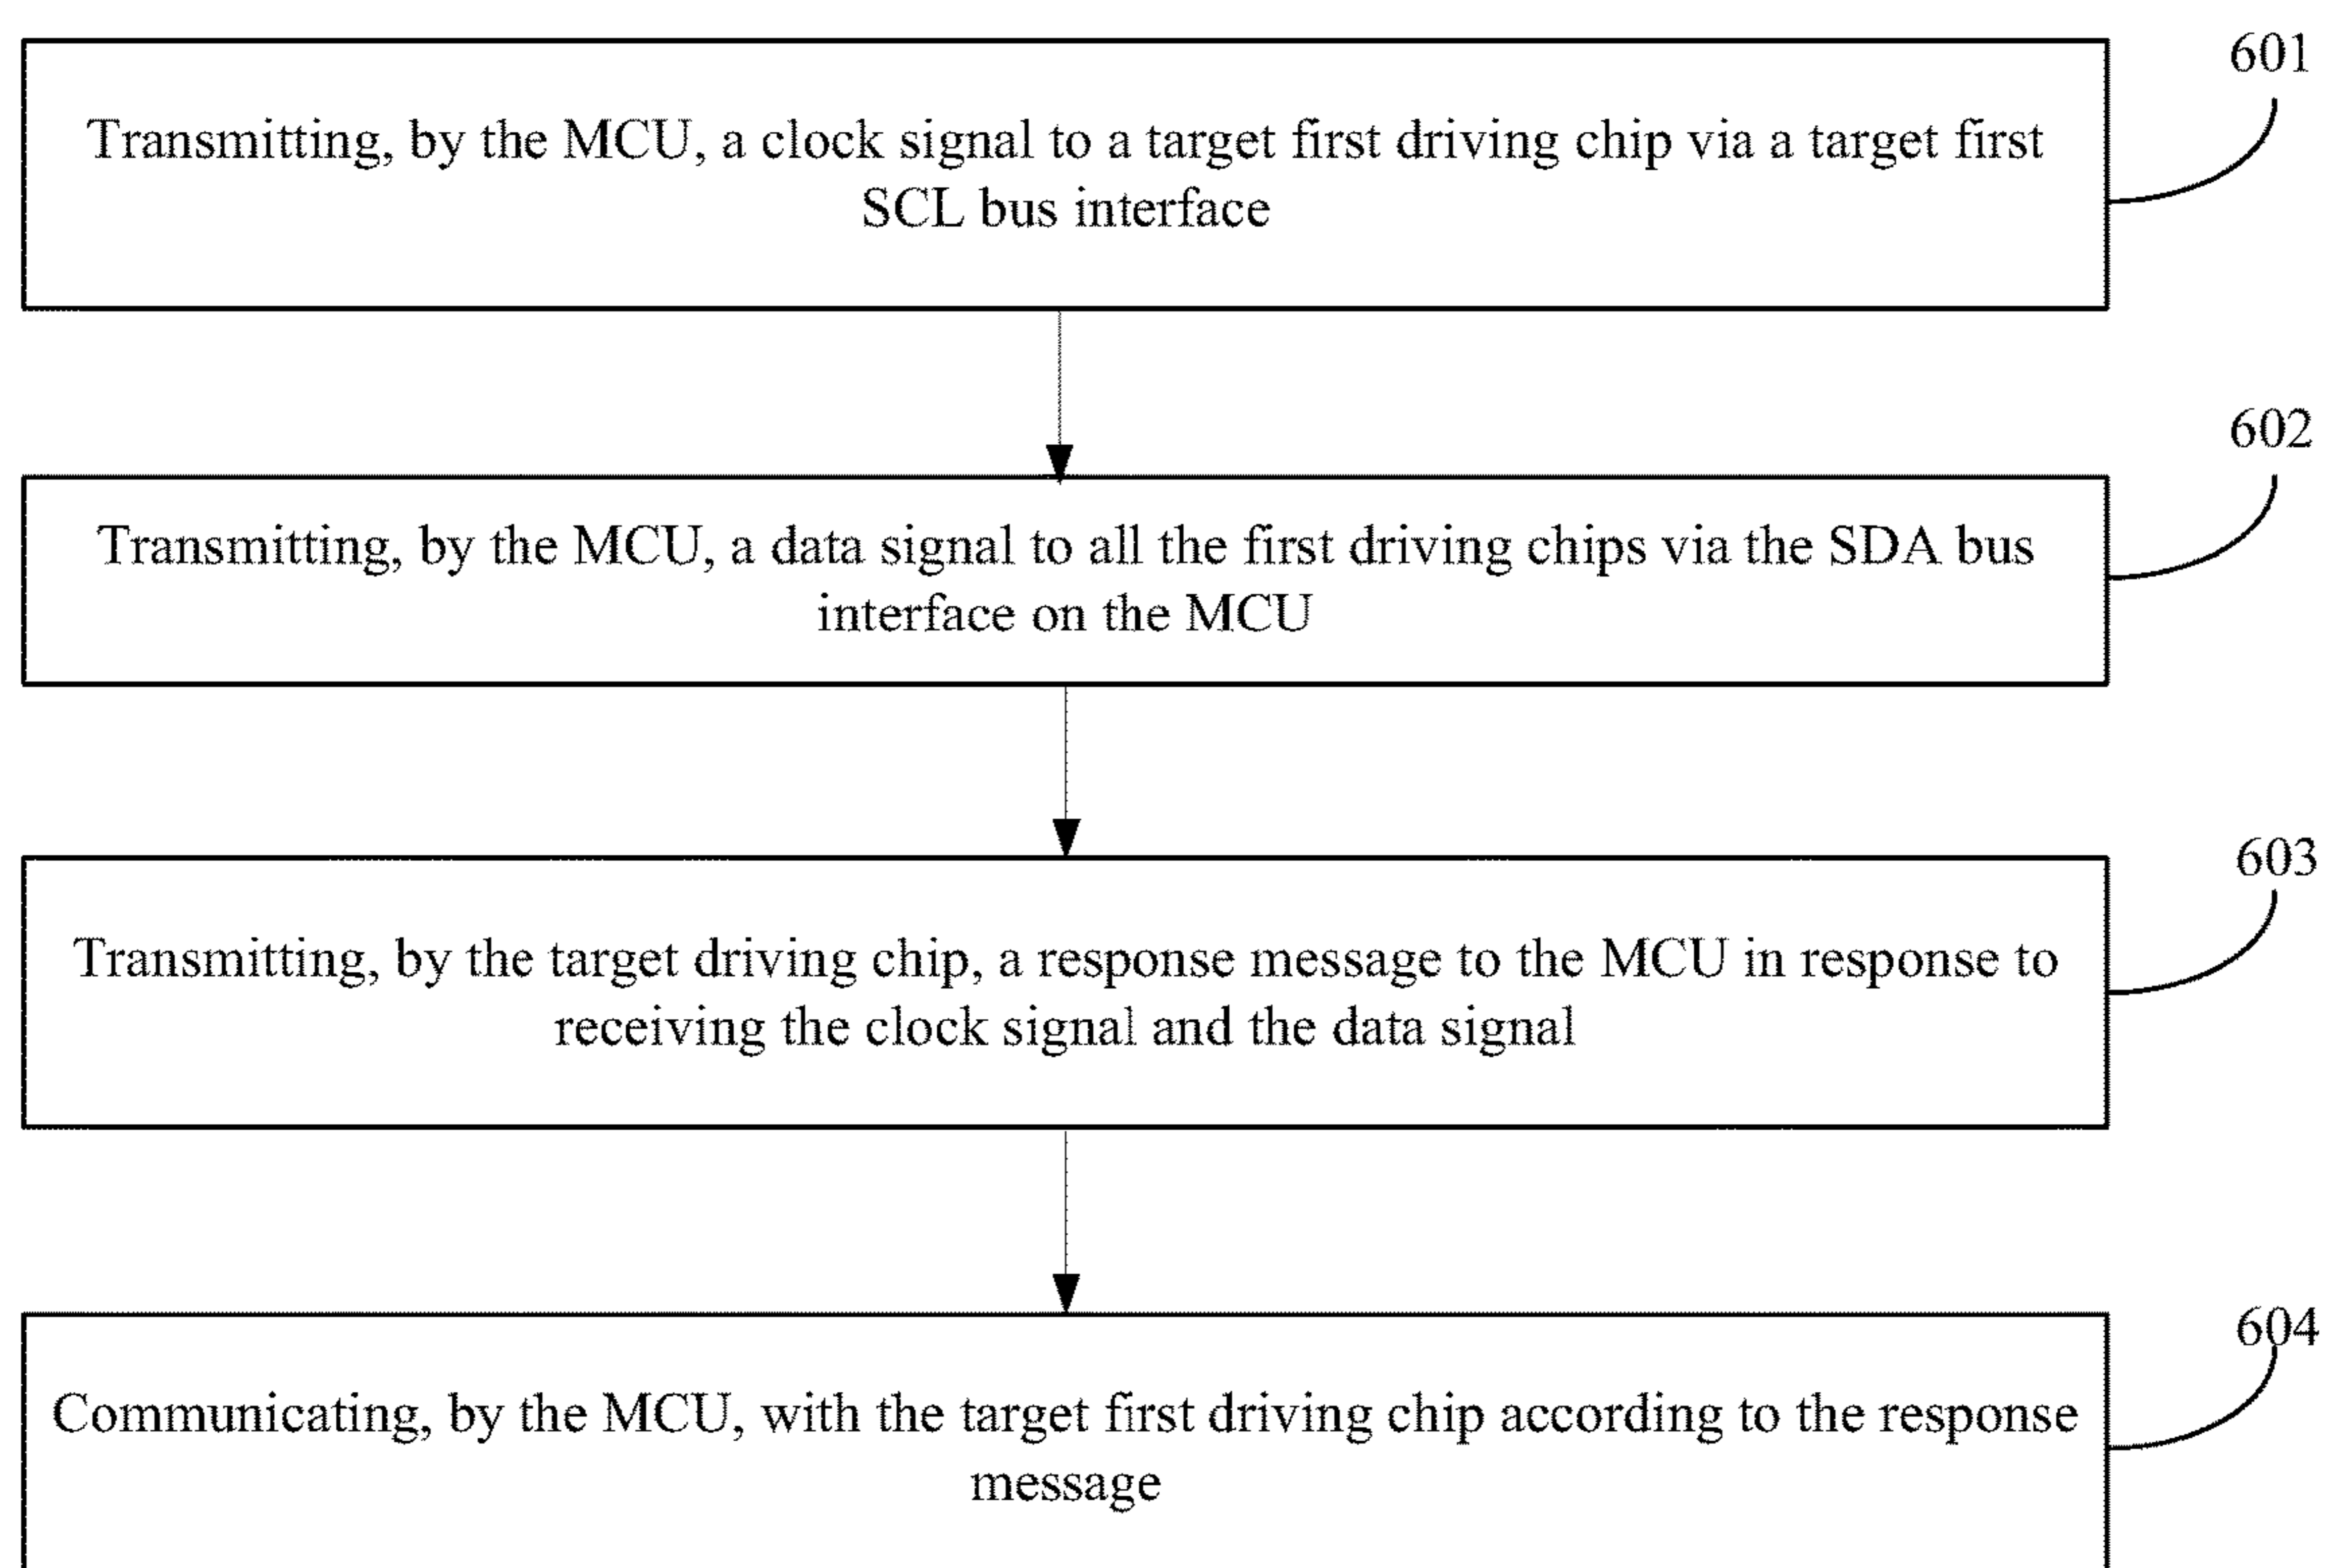 601
Transmitting, by the MCU, a clock signal to a target first driving chip via a target first
SCL bus interface
602
Transmitting, by the MCU, a data signal to all the first driving chips via the SDA bus
interface on the MCU
603
Transmitting, by the target driving chip, a response message to the MCU in response to
receiving the clock signal and the data signal
604
Communicating, by the MCU, with the target first driving chip according to the response
message